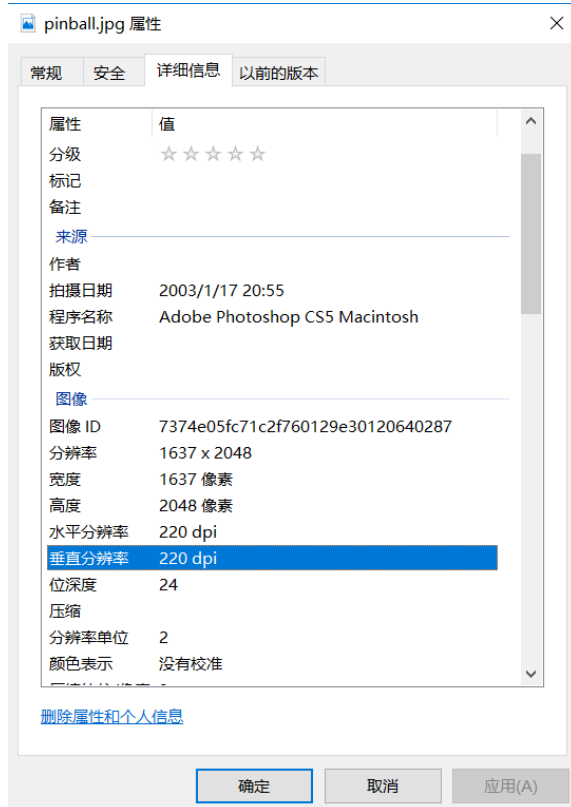 pinball.jpg 属性
常规 安全 详细信息 以前的版本
属性 值
分级
标记
备注
来源
作者
拍摄日期 2003/1/17 20:55
程序名称 Adobe Photoshop CS5 Macintosh
获取日期
版权
图像
图像 ID 7374e05fc71c2f760129e30120640287
分辨率 1637 x 2048
宽度 1637 像素
高度 2048 像素
水平分辨率 220 dpi
垂直分辨率 220 dpi
位深度 24
压缩
分辨率单位 2
颜色表示 没有校准
删除属性和个人信息
确定 取消 应用(A)